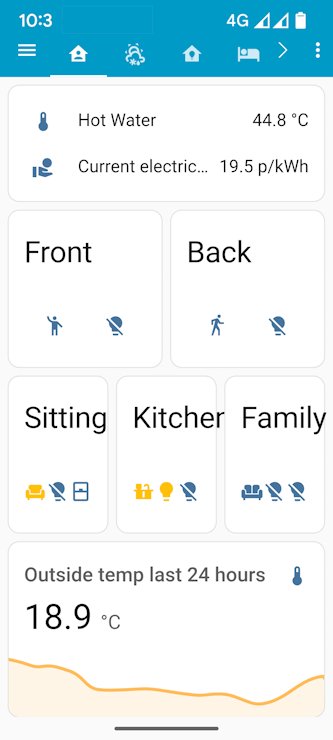 10:3
4G
Hot Water 44.8 °C
Current electric... 19.5 p/kWh
Front Back
Sitting Kitchen Family
Outside temp last 24 hours
18.9 °C